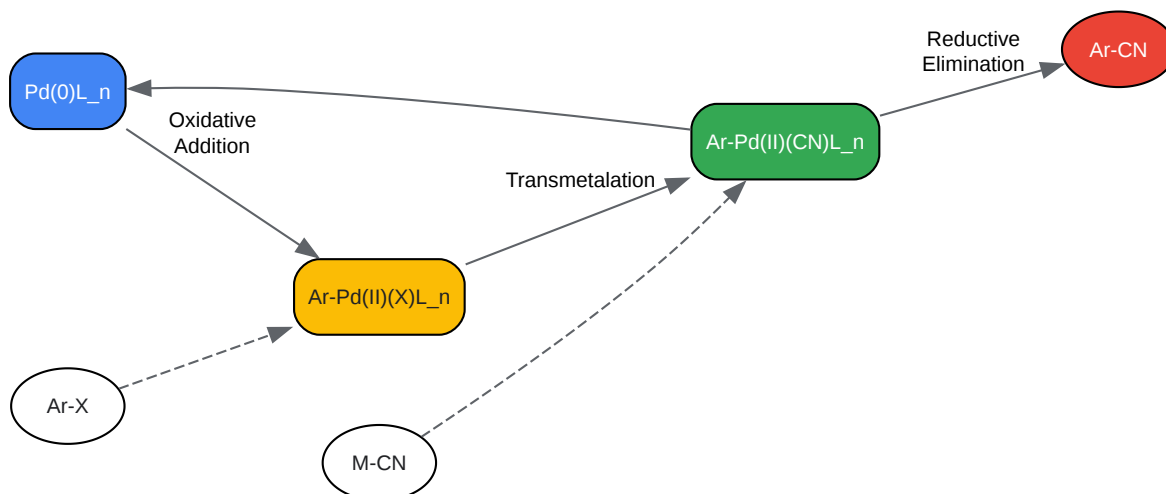 Reductive
Elimination
Ar-CN
Pd(0)L_n
Oxidative
Addition
Ar-Pd(II)(CN)L_n
Transmetalation
Ar-Pd(II)(X)L_n
Ar-X
M-CN